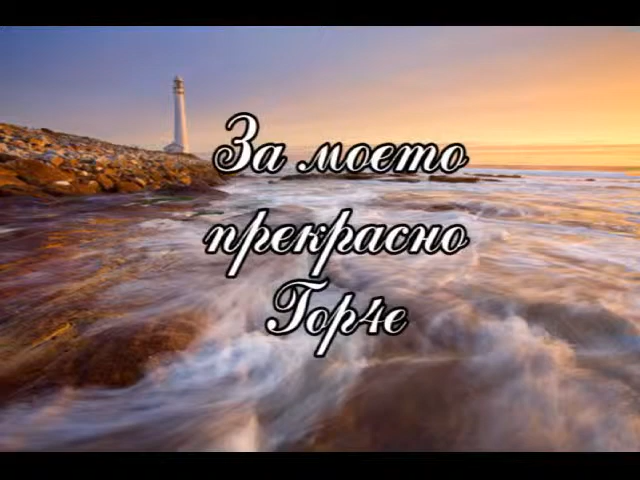 За моето
прекрасно
Гор4е